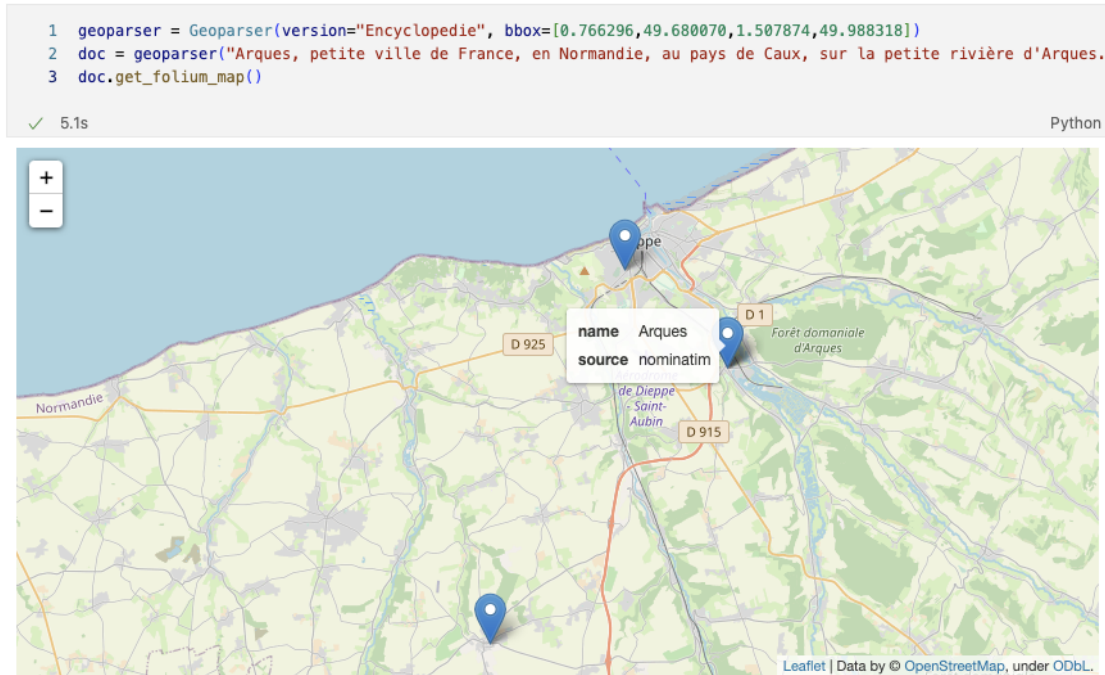 1 geoparser = Geoparser(version="Encyclopedie", bbox=[0.766296,49.680070,1.507874,49.988318])
2 doc = geoparser("Arques, petite ville de France, en Normandie, au pays de Caux, sur la petite rivière d'Arques.
3 doc.get_folium_map()
✓ 5.1s
Python
+
−
ppe
D 1
name Arques
source nominatim
Forêt domaniale
d'Arques
D 925
de Dieppe
- Saint-
Aubin
Normandie
D 915
Leaflet | Data by © OpenStreetMap, under ODbL.